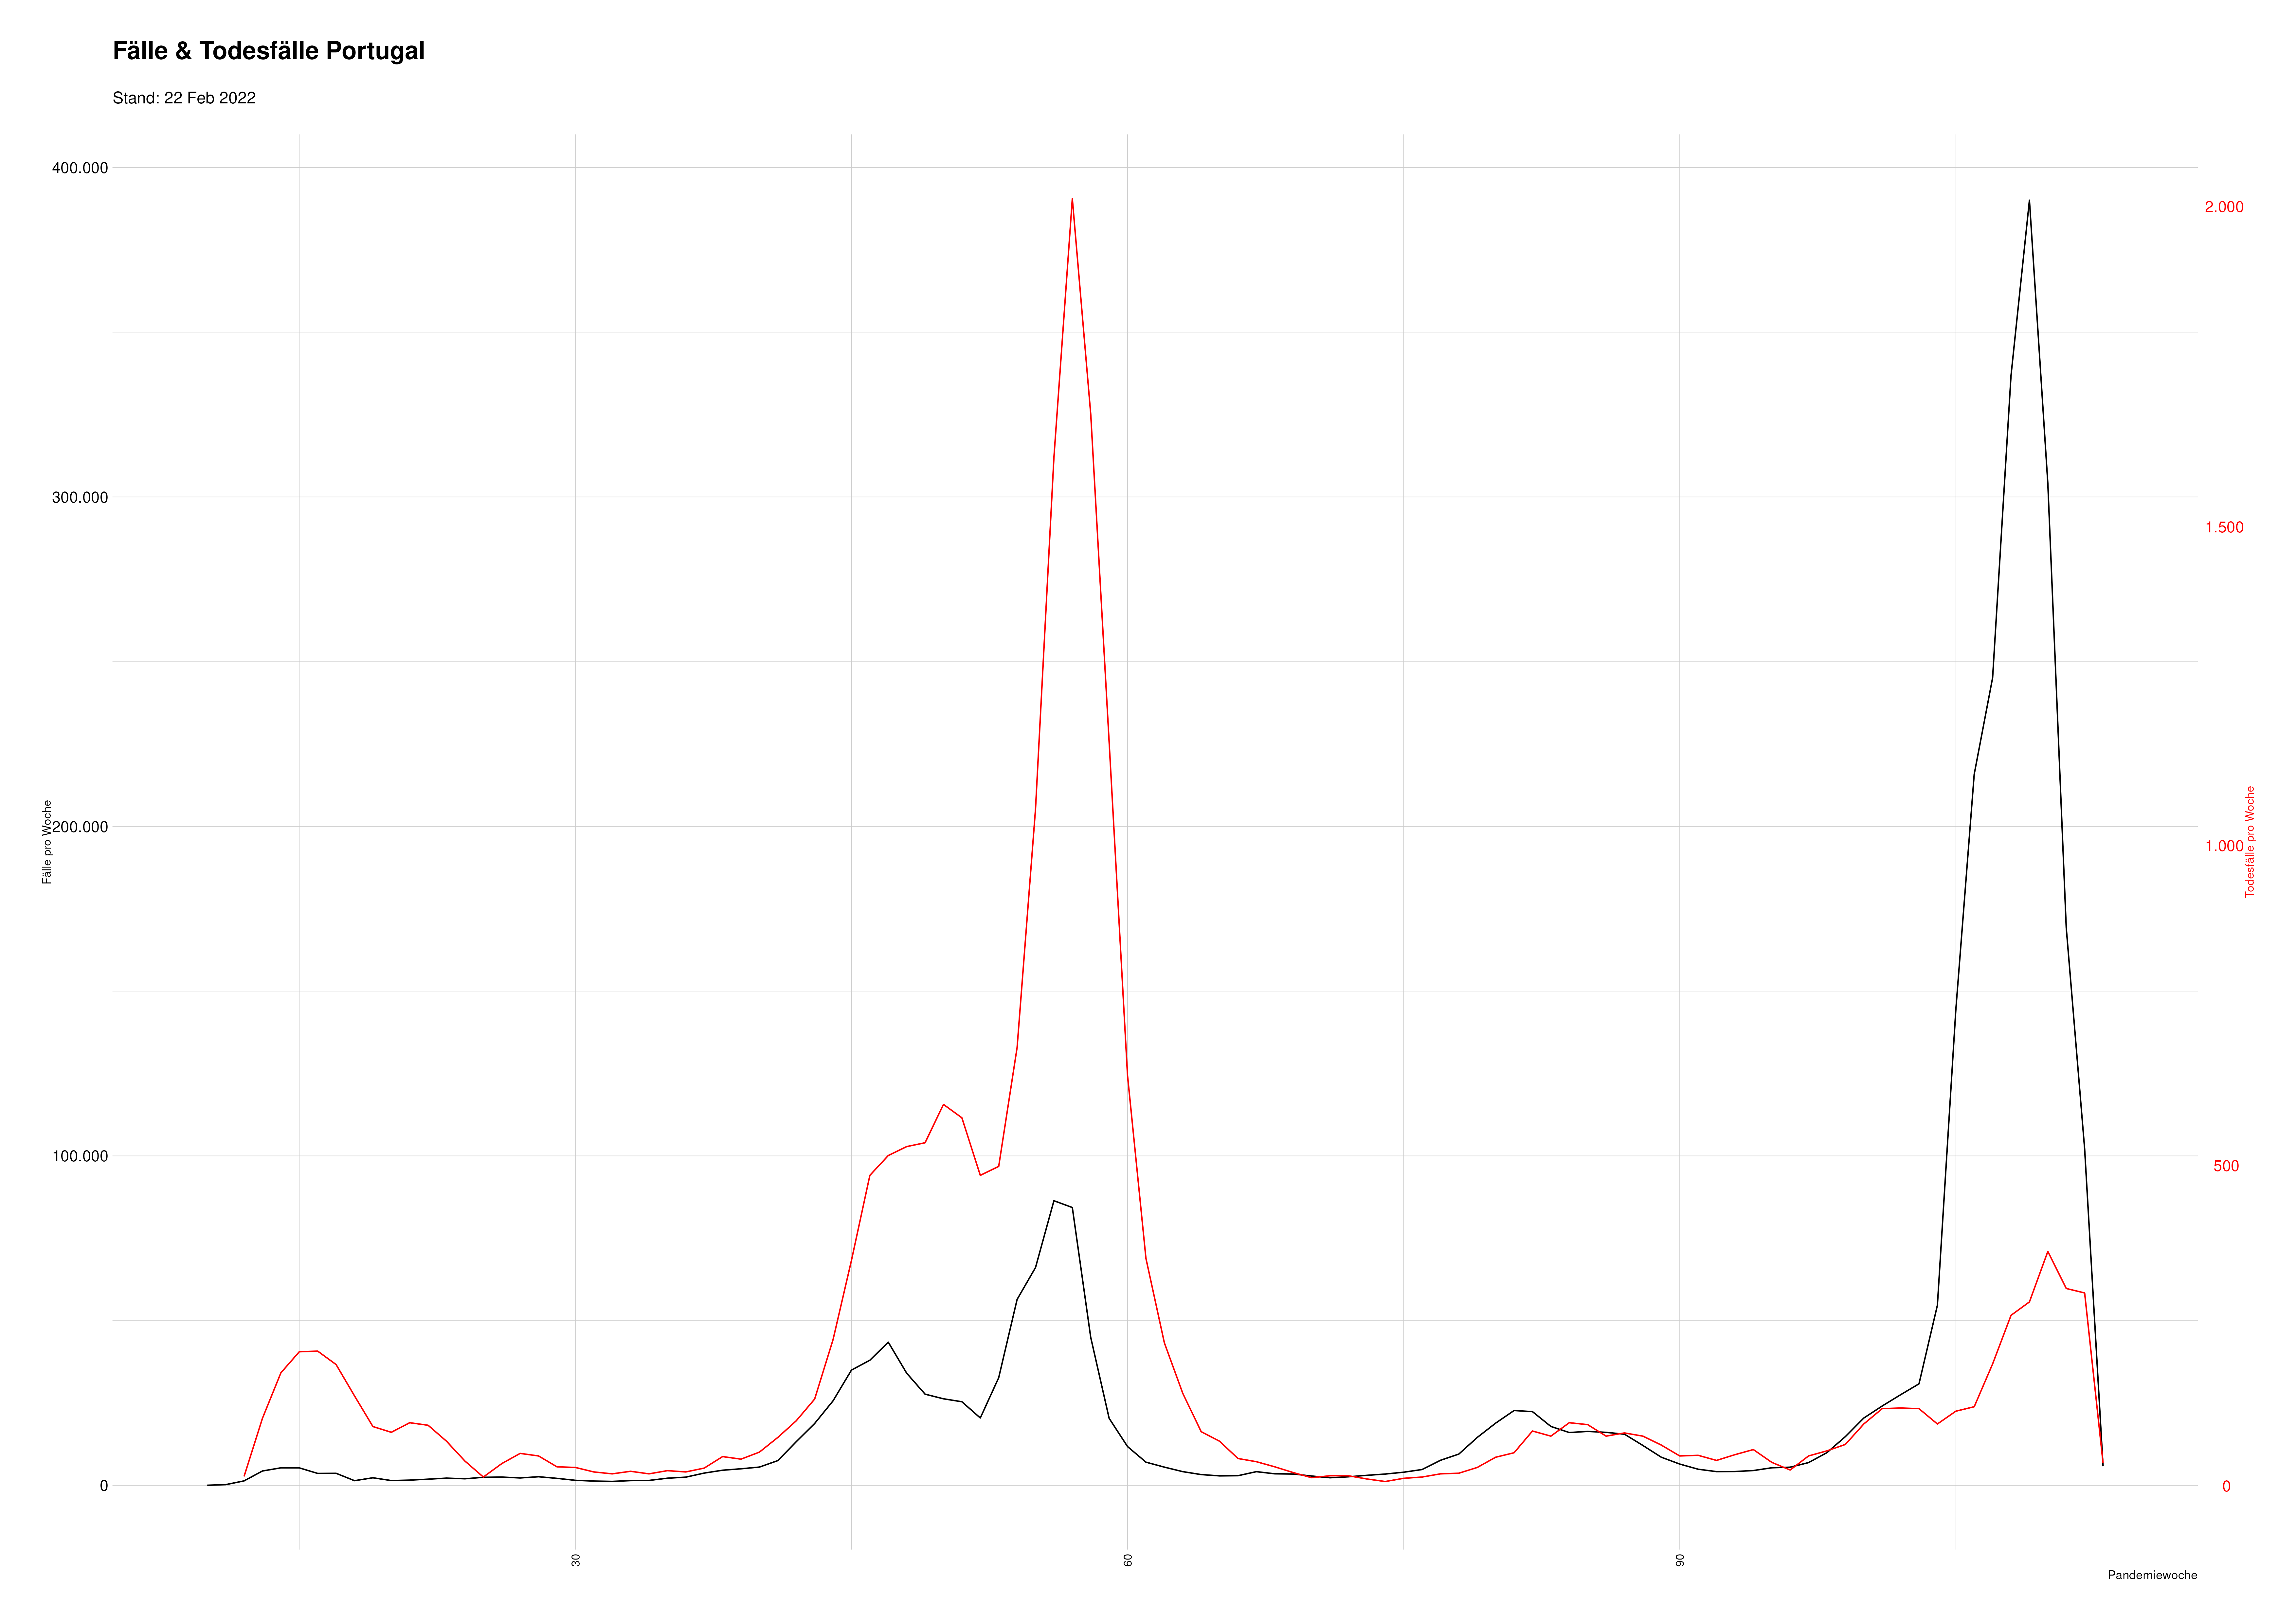 Fälle & Todesfälle Portugal
Stand: 22 Feb 2022
400.000
300.000
200.000
100.000
0
Fälle pro Woche
2.000
1.500
1.000
500
0
Todesfälle pro Woche
30
60
90
Pandemiewoche